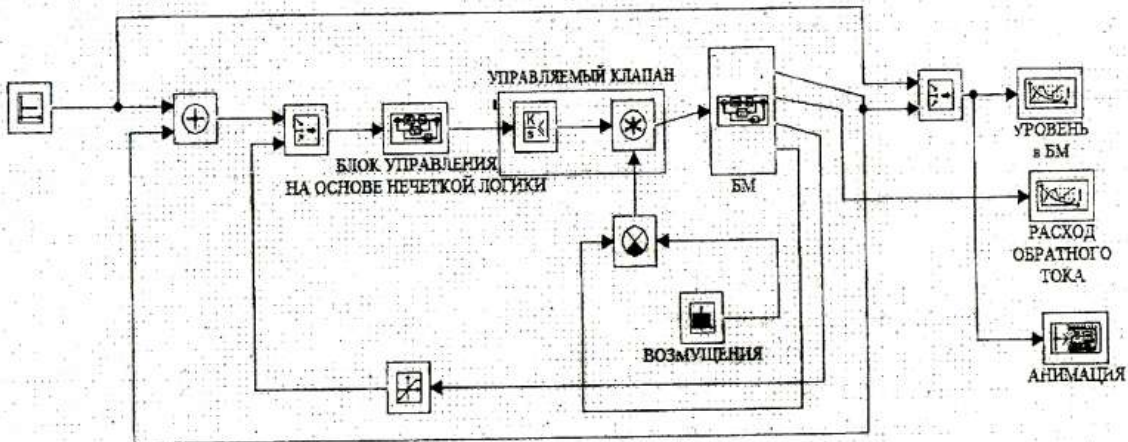 УПРАВЛЯЕМЫЙ КЛАПАН
K
s
БЛОК УПРАВЛЕНИЯ
НА ОСНОВЕ НЕЧЕТКОЙ ЛОГИКИ
БМ
УРОВЕНЬ
в БМ
РАСХОД
ОБРАТНОГО
ТОКА
ВОЗМУЩЕНИЯ
АНИМАЦИЯ